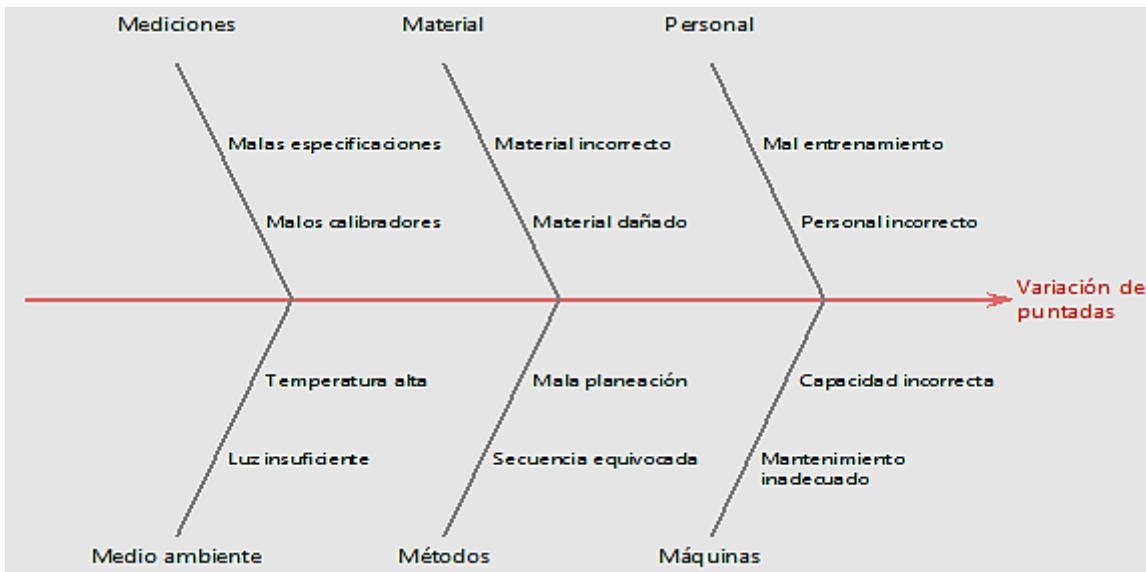 Mediciones
Material
Personal
Malas especificaciones
Material incorrecto
Mal entrenamiento
Malos calibradores
Material dañado
Personal incorrecto
Variación de
puntadas
Temperatura alta
Mala planeación
Capacidad incorrecta
Luz insuficiente
Secuencia equivocada
Mantenimiento
inadecuado
Medio ambiente
Métodos
Máquinas